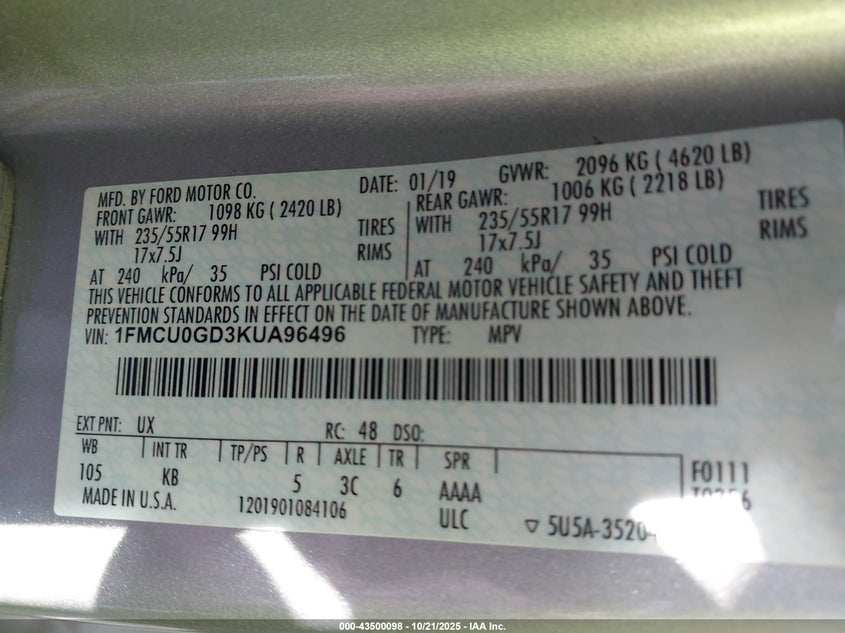 MFD. BY FORD MOTOR CO. DATE: 01/19 GVWR: 2096 KG ( 4620 LB)
FRONT GAWR: 1098 KG ( 2420 LB) REAR GAWR: 1006 KG ( 2218 LB)
WITH 235/55R17 99H TIRES WITH 235/55R17 99H TIRES
17x7.5J RIMS 17x7.5J RIMS
AT 240 kPa/ 35 PSI COLD AT 240 kPa/ 35 PSI COLD
THIS VEHICLE CONFORMS TO ALL APPLICABLE FEDERAL MOTOR VEHICLE SAFETY AND THEFT
PREVENTION STANDARDS IN EFFECT ON THE DATE OF MANUFACTURE SHOWN ABOVE.
VIN: 1FMCU0GD3KUA96496 TYPE: MPV
EXT PNT: UX RC: 48 DSO:
WB INT TR TP/PS R AXLE TR SPR
105 KB 5 3C 6 AAAA F0111
MADE IN U.S.A. 1201901084106 ULC ▽ 5U5A-3520
000-43500098 - 10/21/2025 - IAA Inc.